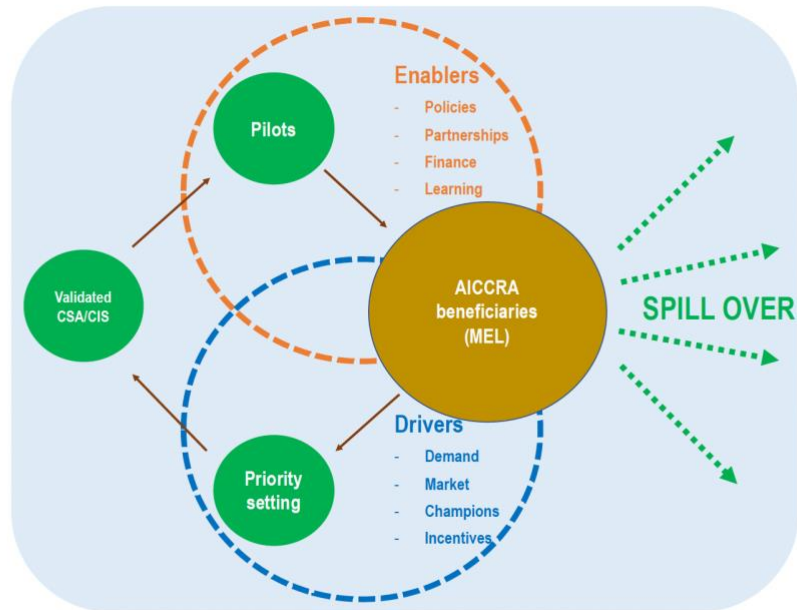 Enablers
- Policies
- Partnerships
- Finance
- Learning
Pilots
Validated
CSA/CIS
AICCRA
beneficiaries
(MEL)
SPILL OVER
Priority
setting
Drivers
- Demand
- Market
- Champions
- Incentives